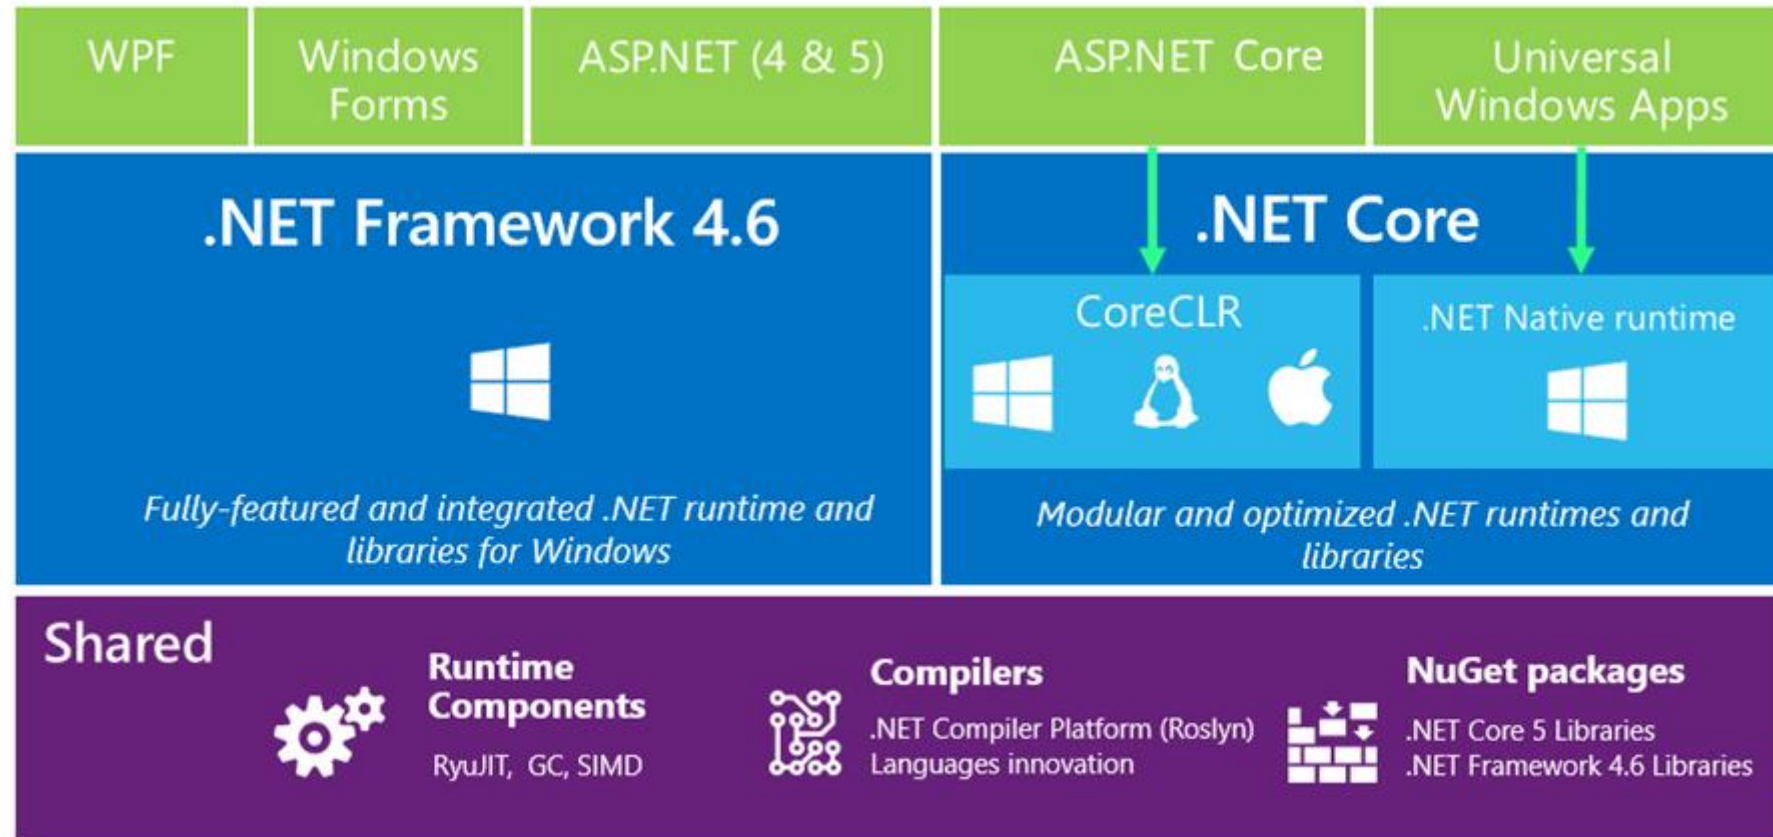 WPF
Windows
Forms
ASP.NET (4 & 5)
ASP.NET Core
Universal
Windows Apps
.NET Framework 4.6
Fully-featured and integrated .NET runtime and
libraries for Windows
.NET Core
CoreCLR
.NET Native runtime
Modular and optimized .NET runtimes and
libraries
Shared
Runtime
Components
RyuJIT, GC, SIMD
Compilers
.NET Compiler Platform (Roslyn)
Languages innovation
NuGet packages
.NET Core 5 Libraries
.NET Framework 4.6 Libraries